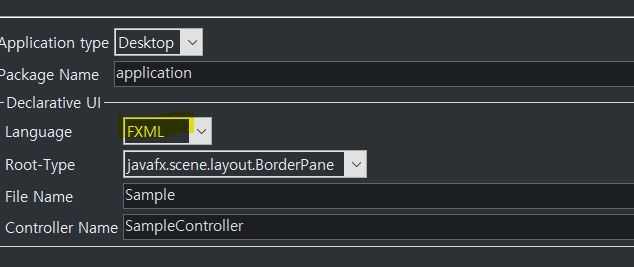 Application type Desktop
Package Name application
Declarative UI
Language FXML
Root-Type javafx.scene.layout.BorderPane
File Name Sample
Controller Name SampleController